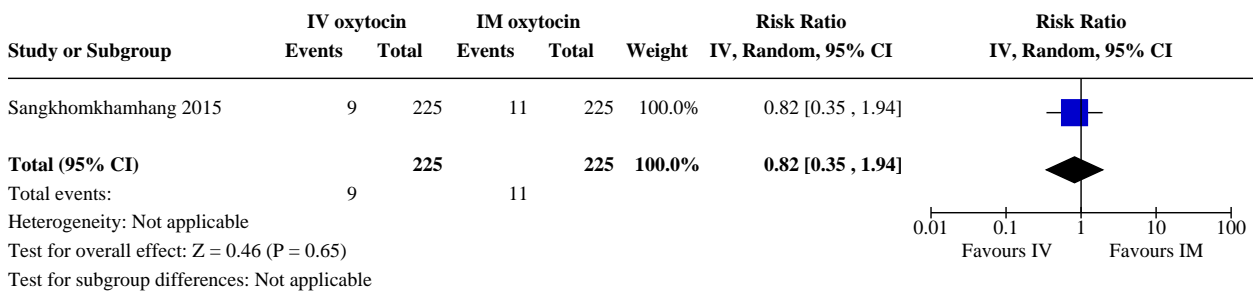 IV oxytocin IM oxytocin Risk Ratio Risk Ratio
Study or Subgroup Events Total Events Total Weight IV, Random, 95% CI IV, Random, 95% CI
Sangkhomkhamhang 2015 9 225 11 225 100.0% 0.82 [0.35 , 1.94]
Total (95% CI) 225 225 100.0% 0.82 [0.35 , 1.94]
Total events: 9 11
Heterogeneity: Not applicable
0.01 0.1 1 10 100
Test for overall effect: Z = 0.46 (P = 0.65)
Favours IV Favours IM
Test for subgroup differences: Not applicable